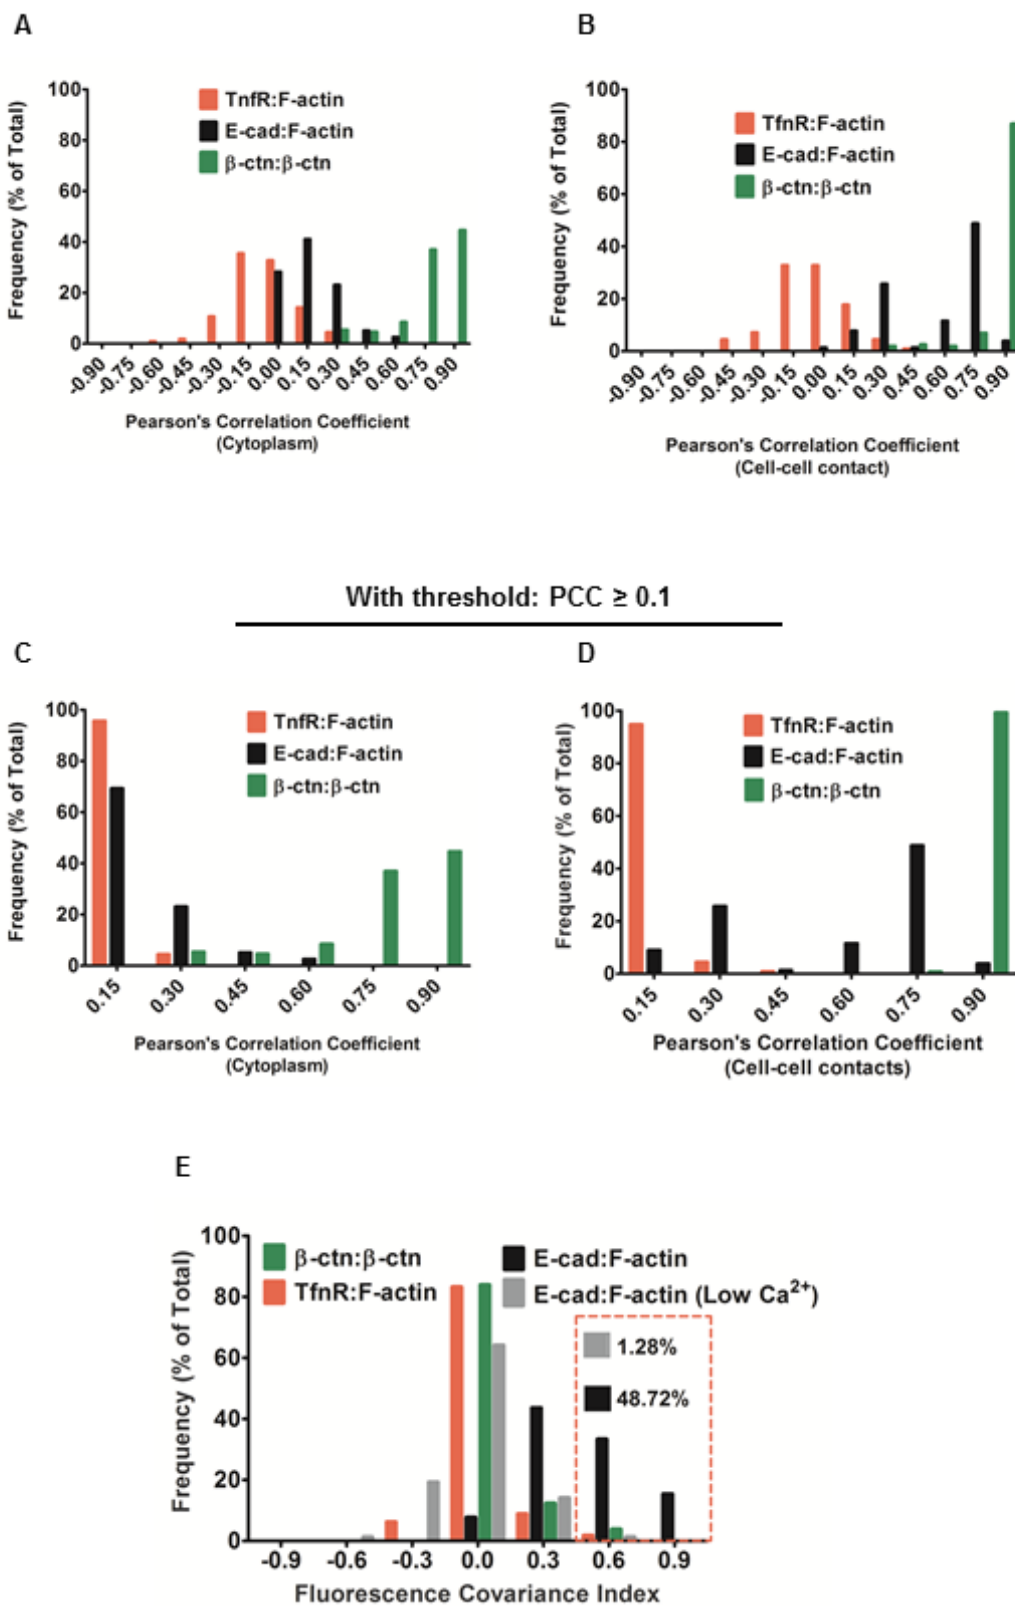 A
B
100
80
60
40
20
0
Frequency (% of Total)
TnfR:F-actin
E-cad:F-actin
β-ctn:β-ctn
-0.90
-0.75
-0.60
-0.45
-0.30
-0.15
0.00
0.15
0.30
0.45
0.60
0.75
0.90
Pearson's Correlation Coefficient
(Cytoplasm)
100
80
60
40
20
0
Frequency (% of Total)
TfnR:F-actin
E-cad:F-actin
β-ctn:β-ctn
-0.90
-0.75
-0.60
-0.45
-0.30
-0.15
0.00
0.15
0.30
0.45
0.60
0.75
0.90
Pearson's Correlation Coefficient
(Cell-cell contact)
With threshold: PCC ≥ 0.1
C
D
100
80
60
40
20
0
Frequency (% of Total)
TnfR:F-actin
E-cad:F-actin
β-ctn:β-ctn
0.15
0.30
0.45
0.60
0.75
0.90
Pearson's Correlation Coefficient
(Cytoplasm)
100
80
60
40
20
0
Frequency (% of Total)
TfnR:F-actin
E-cad:F-actin
β-ctn:β-ctn
0.15
0.30
0.45
0.60
0.75
0.90
Pearson's Correlation Coefficient
(Cell-cell contacts)
E
100
80
60
40
20
0
Frequency (% of Total)
β-ctn:β-ctn
TfnR:F-actin
E-cad:F-actin
E-cad:F-actin (Low Ca²⁺)
1.28%
48.72%
-0.9
-0.6
-0.3
0.0
0.3
0.6
0.9
Fluorescence Covariance Index